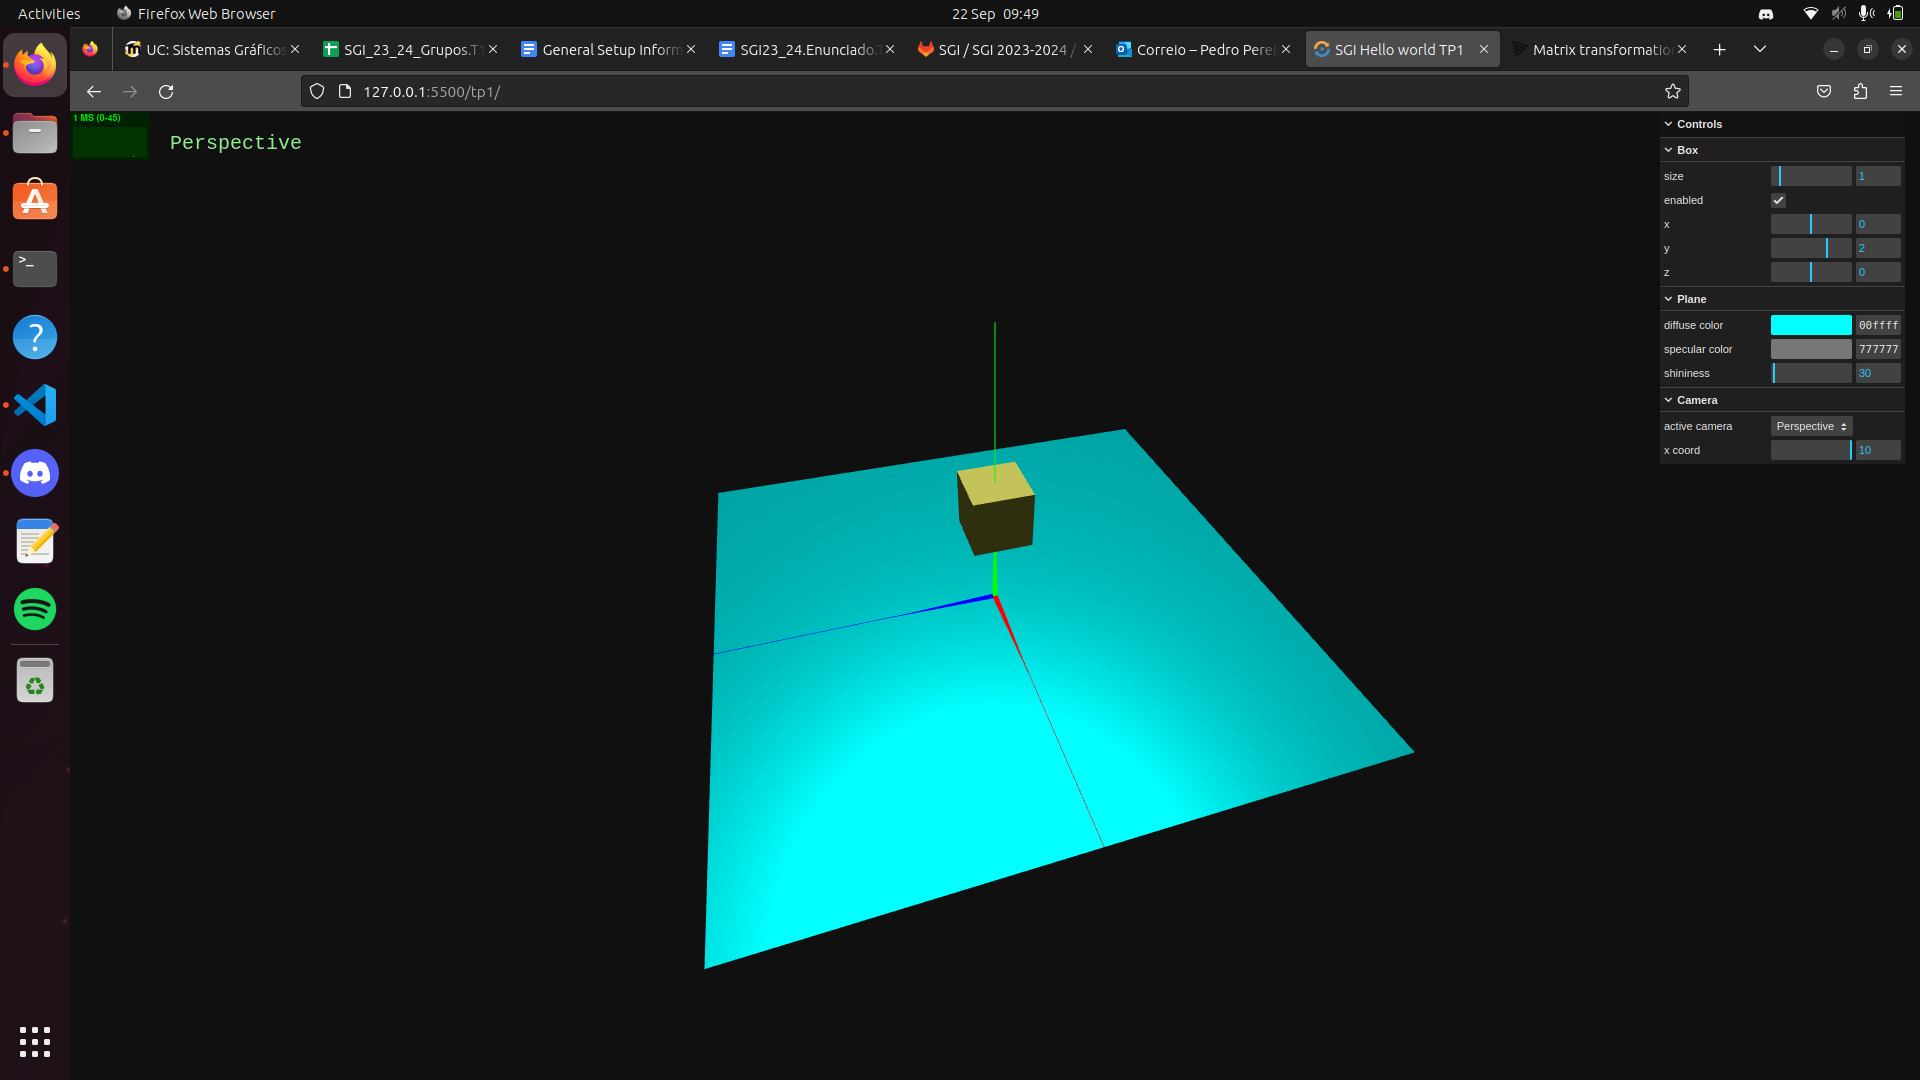 Activities Firefox Web Browser 22 Sep 09:49
UC: Sistemas Gráficos SGI_23_24_Grupos.T1 General Setup Inform SGI23_24.Enunciado. SGI / SGI 2023-2024 / Correio – Pedro Perei SGI Hello world TP1 Matrix transformatio
127.0.0.1:5500/tp1/
1 MS (0-45)
Perspective
Controls
Box
size 1
enabled
x 0
y 2
z 0
Plane
diffuse color 00ffff
specular color 777777
shininess 30
Camera
active camera Perspective
x coord 10